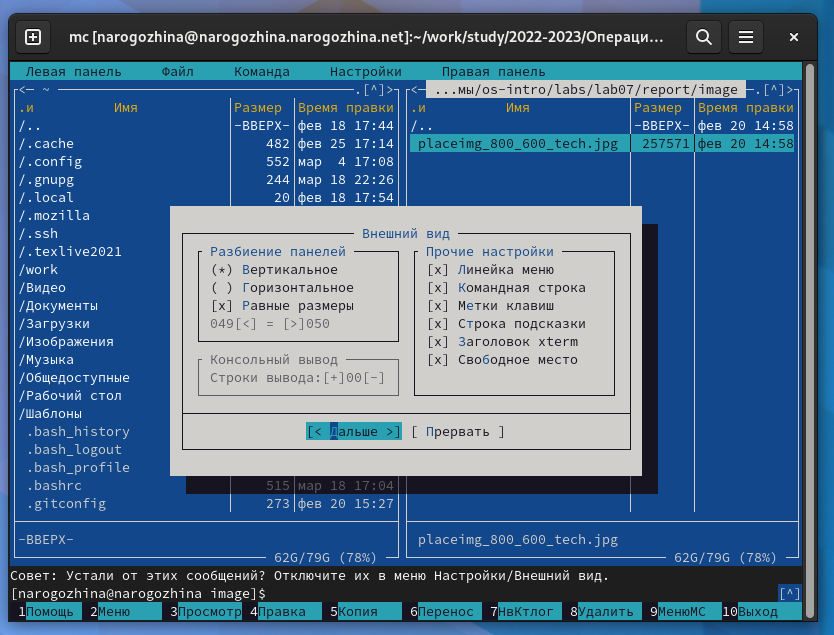 mc [narogozhina@narogozhina.narogozhina.net]:~/work/study/2022-2023/Операци...
Левая панель Файл Команда Настройки Правая панель
<— ~ .[^]>
.и Имя Размер Время правки
/.. -ВВЕРХ- фев 18 17:44
/.cache 482 фев 25 17:14
/.config 552 мар 4 17:08
/.gnupg 244 мар 18 22:26
/.local 20 фев 18 17:54
/.mozilla
/.ssh
/.texlive2021
/work
/Видео
/Документы
/Загрузки
/Изображения
/Музыка
/Общедоступные
/Рабочий стол
/Шаблоны
.bash_history
.bash_logout
.bash_profile
.bashrc 515 мар 18 17:04
.gitconfig 273 фев 20 15:27
-ВВЕРХ-
62G/79G (78%)
<— ...мы/os-intro/labs/lab07/report/image .[^]>
.и Имя Размер Время правки
/.. -ВВЕРХ- фев 20 14:58
placeimg_800_600_tech.jpg 257571 фев 20 14:58
placeimg_800_600_tech.jpg
62G/79G (78%)
Внешний вид
Разбиение панелей
(*) Вертикальное
( ) Горизонтальное
[x] Равные размеры
049[<] = [>]050
Консольный вывод
Строки вывода:[+]00[-]
Прочие настройки
[x] Линейка меню
[x] Командная строка
[x] Метки клавиш
[x] Строка подсказки
[x] Заголовок xterm
[x] Свободное место
[< Дальше >] [ Прервать ]
Совет: Устали от этих сообщений? Отключите их в меню Настройки/Внешний вид.
[narogozhina@narogozhina image]$ [^]
1Помощь 2Меню 3Просмотр 4Правка 5Копия 6Перенос 7НвКтлог 8Удалить 9МенюMC 10Выход